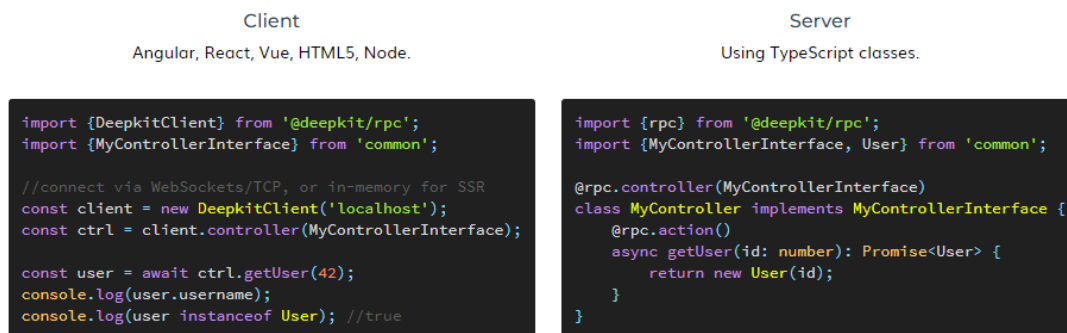 Client
Angular, React, Vue, HTML5, Node.
import {DeepkitClient} from '@deepkit/rpc';
import {MyControllerInterface} from 'common';
//connect via WebSockets/TCP, or in-memory for SSR
const client = new DeepkitClient('localhost');
const ctrl = client.controller(MyControllerInterface);
const user = await ctrl.getUser(42);
console.log(user.username);
console.log(user instanceof User); //true
Server
Using TypeScript classes.
import {rpc} from '@deepkit/rpc';
import {MyControllerInterface, User} from 'common';
@rpc.controller(MyControllerInterface)
class MyController implements MyControllerInterface {
    @rpc.action()
    async getUser(id: number): Promise<User> {
        return new User(id);
    }
}